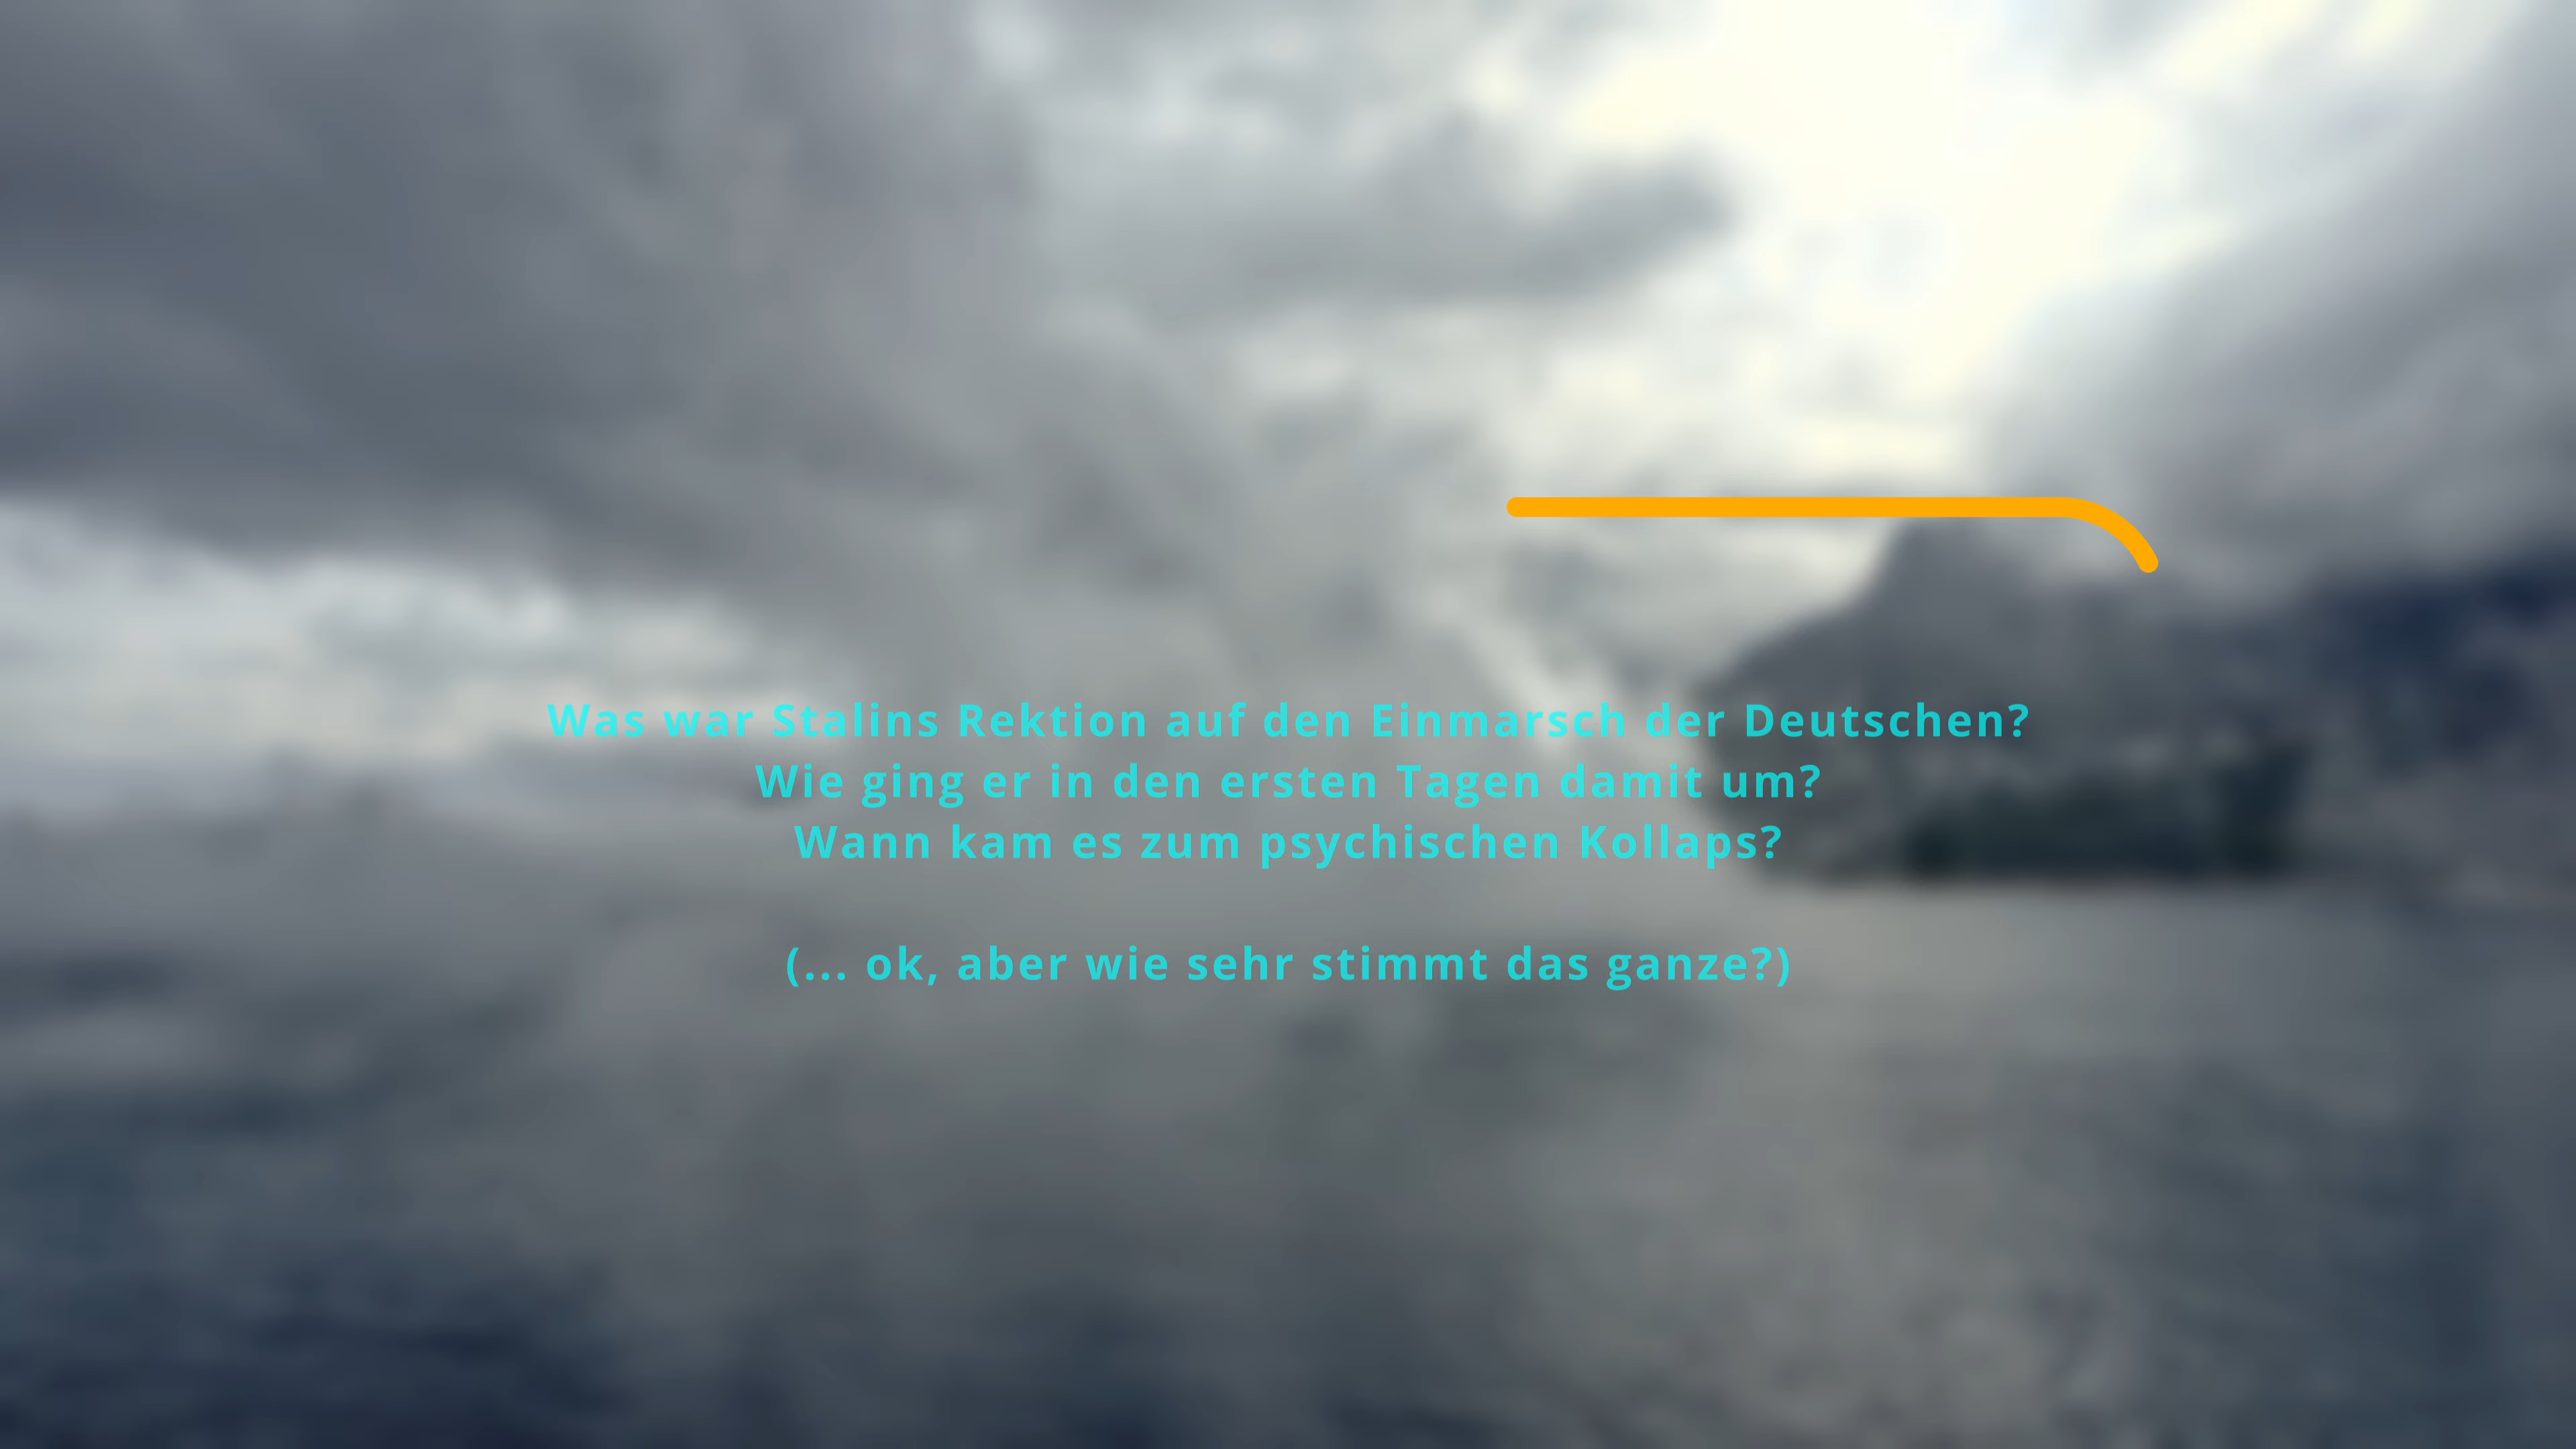 Was war Stalins Rektion auf den Einmarsch der Deutschen?
Wie ging er in den ersten Tagen damit um?
Wann kam es zum psychischen Kollaps?
(... ok, aber wie sehr stimmt das ganze?)